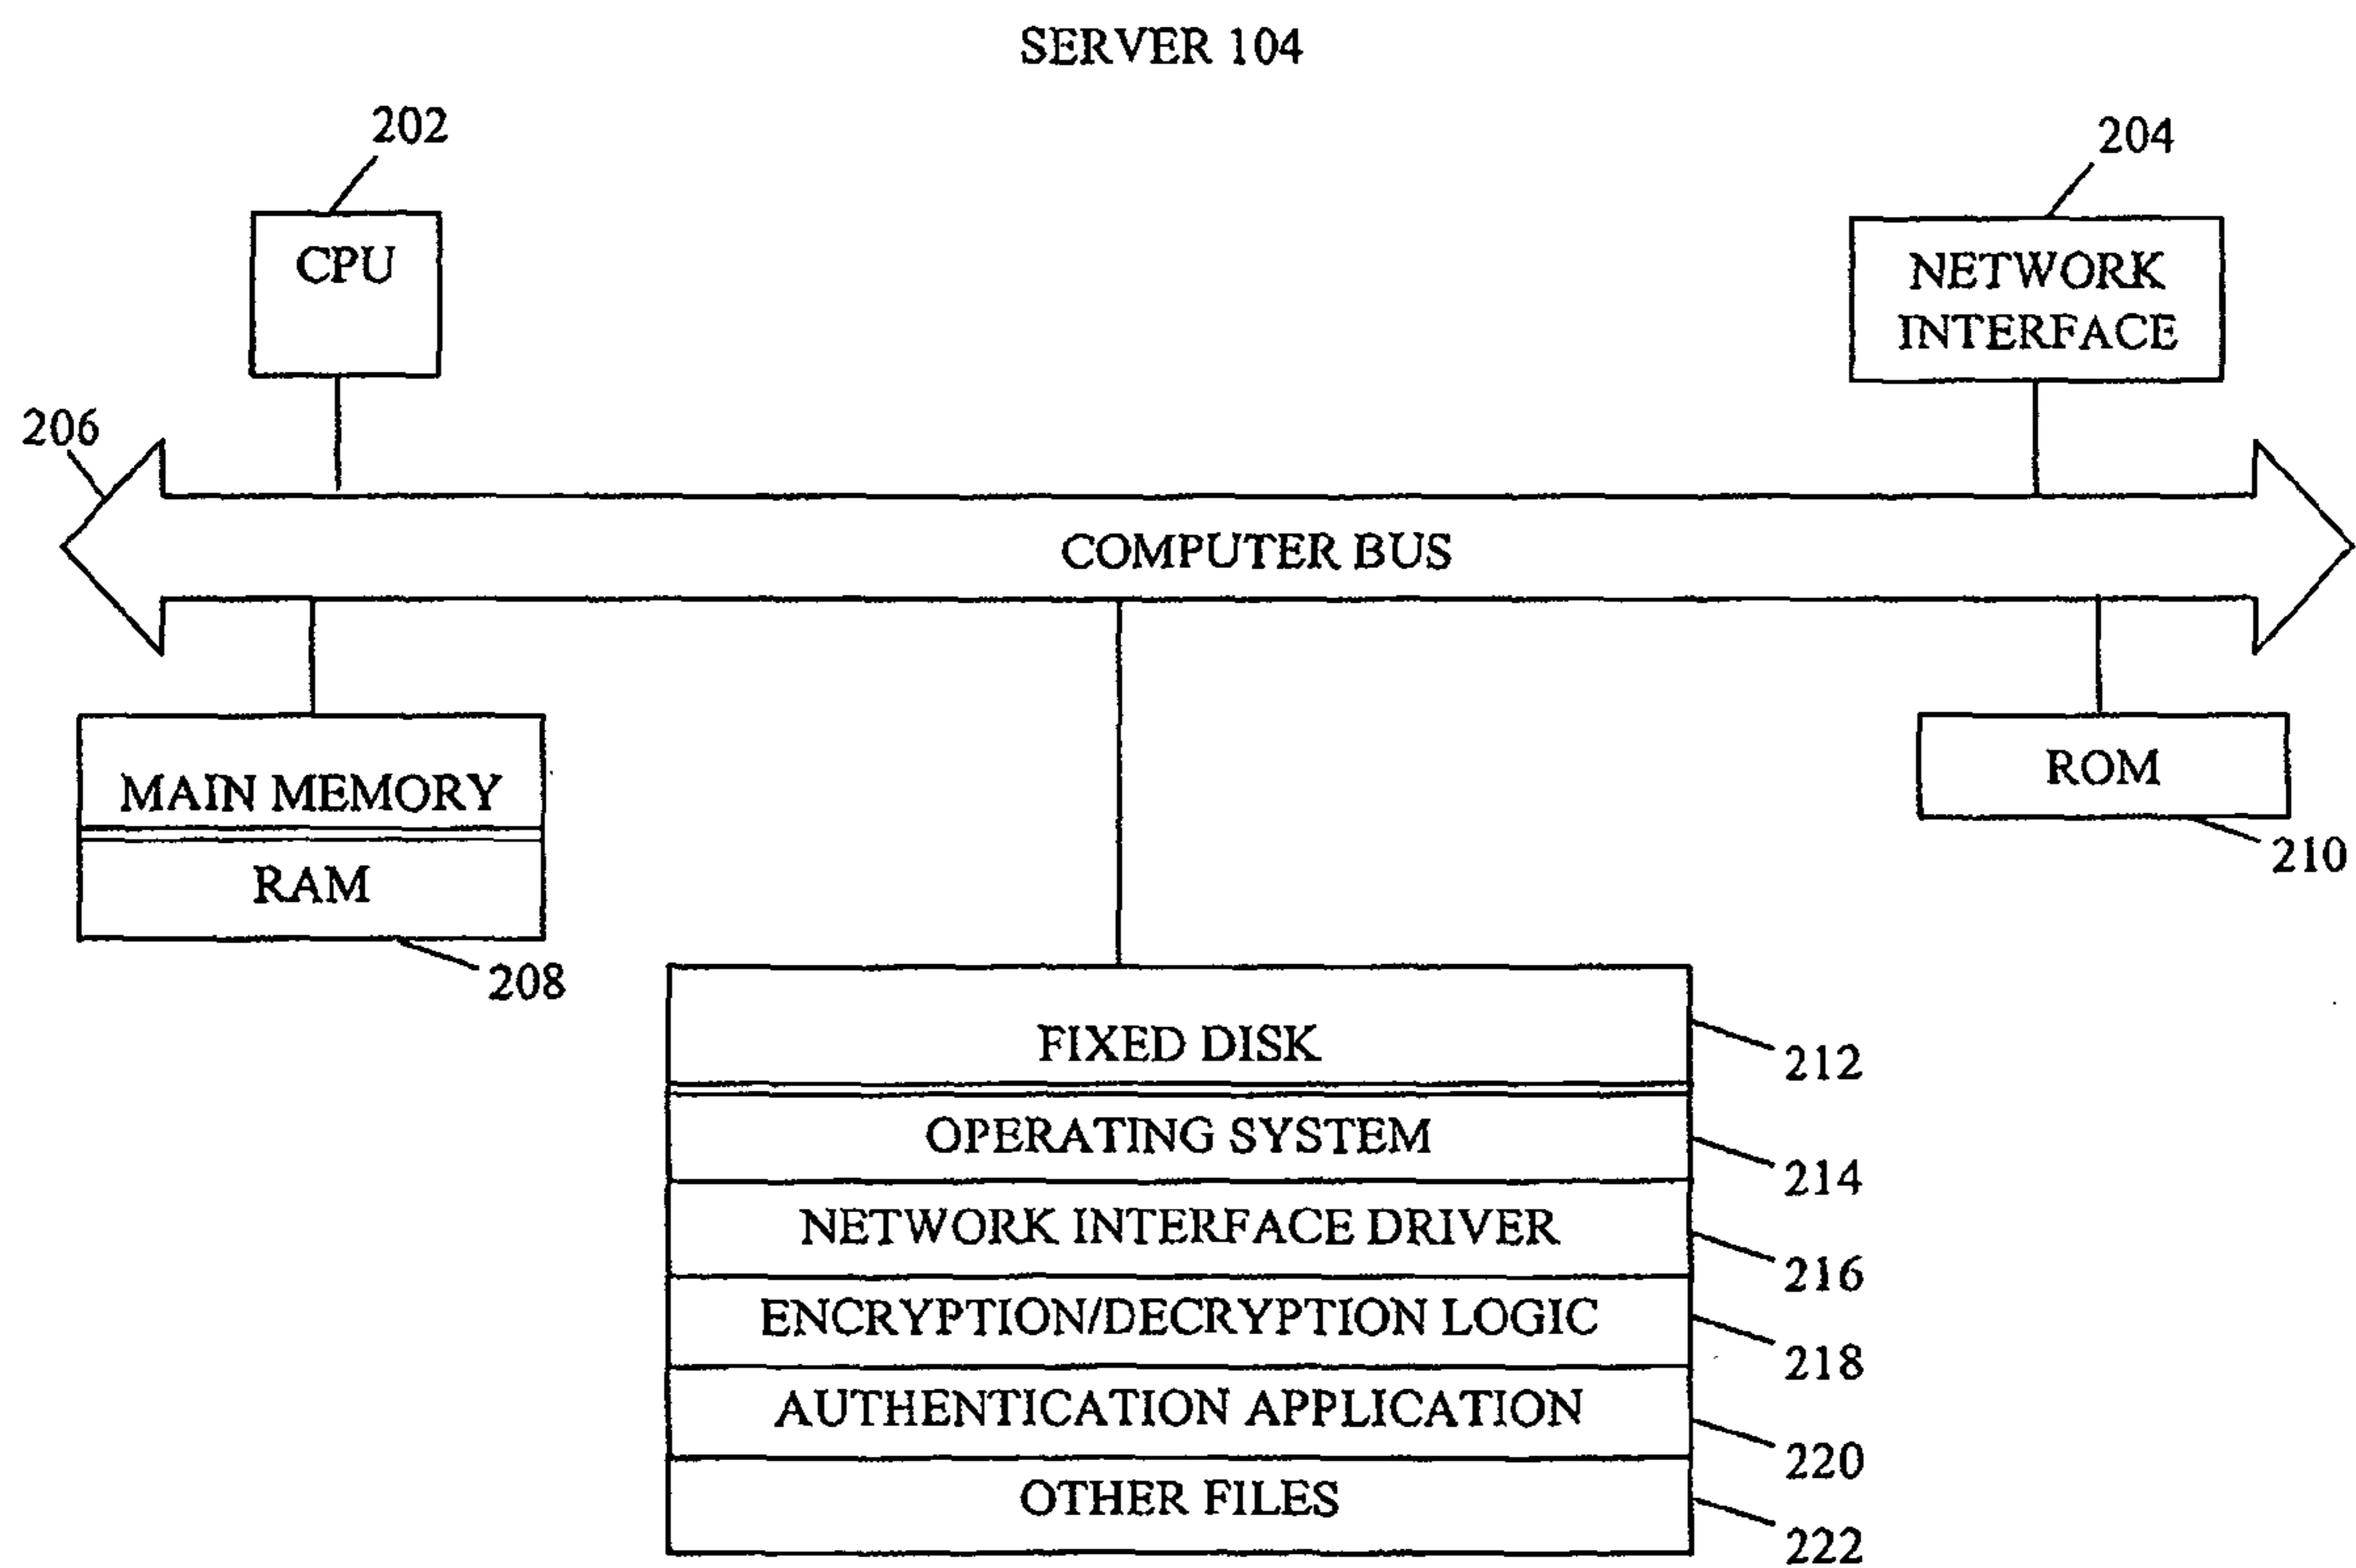 SERVER 104
202
204
CPU
NETWORK
INTERFACE
206
COMPUTER BUS
MAIN MEMORY
RAM
208
ROM
210
FIXED DISK
212
OPERATING SYSTEM
214
NETWORK INTERFACE DRIVER
216
ENCRYPTION/DECRYPTION LOGIC
218
AUTHENTICATION APPLICATION
220
OTHER FILES
222